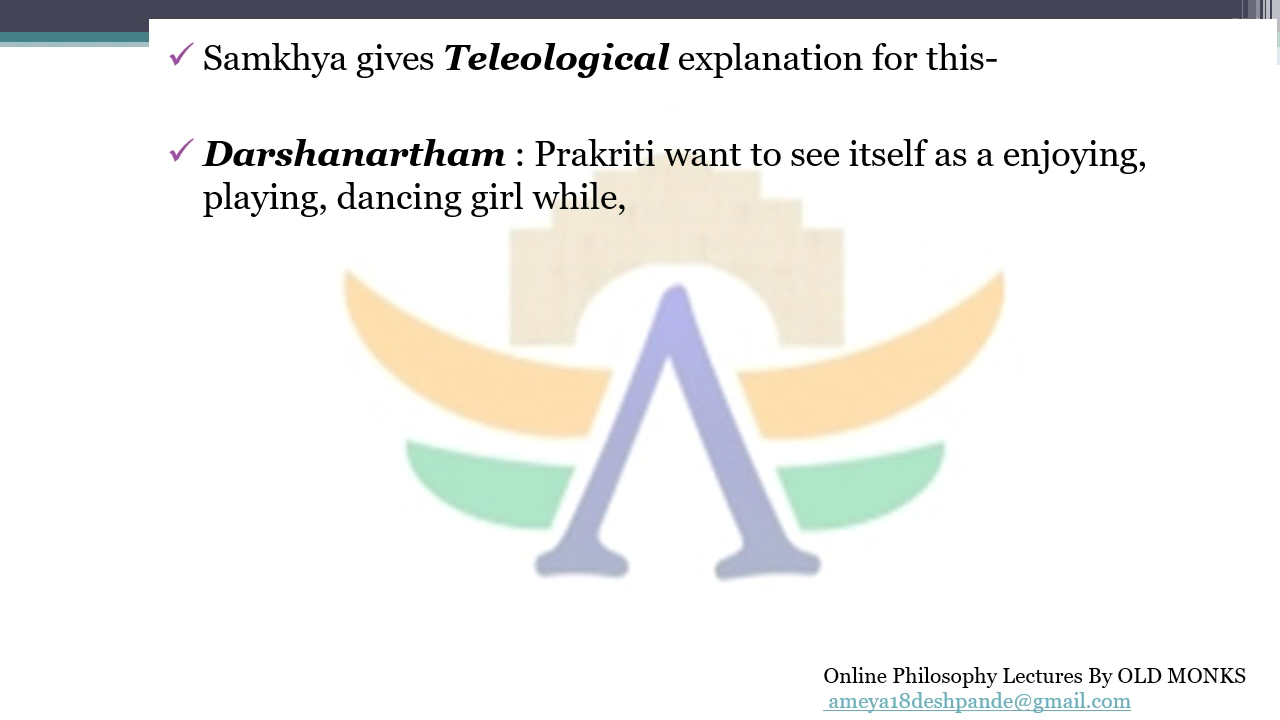 Samkhya gives Teleological explanation for this-
Darshanartham : Prakriti want to see itself as a enjoying,
playing, dancing girl while,
Online Philosophy Lectures By OLD MONKS
ameya18deshpande@gmail.com